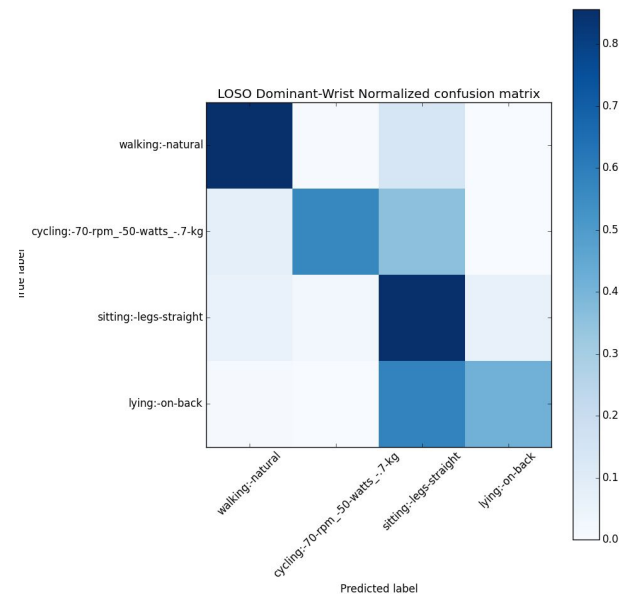 LOSO Dominant-Wrist Normalized confusion matrix
walking:-natural
cycling:-70-rpm_-50-watts_-.7-kg
sitting:-legs-straight
lying:-on-back
label
walking:-natural
cycling:-70-rpm_-50-watts_-.7-kg
sitting:-legs-straight
lying:-on-back
Predicted label
0.8
0.7
0.6
0.5
0.4
0.3
0.2
0.1
0.0